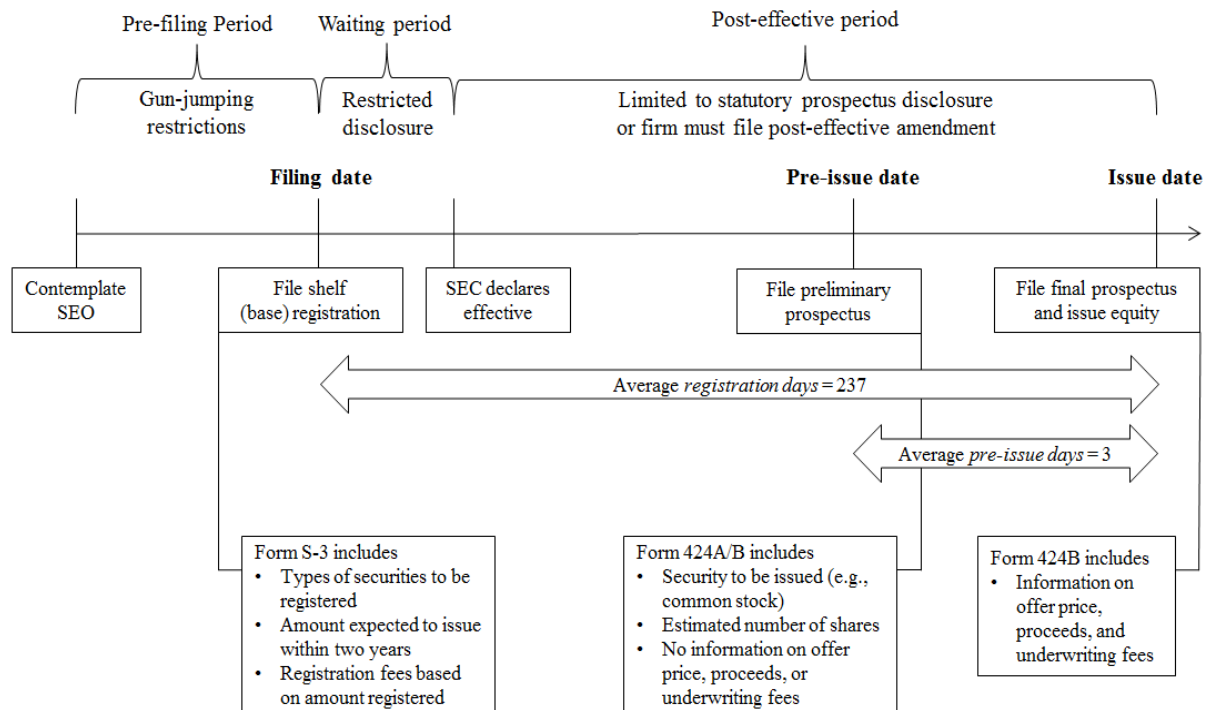 Pre-filing Period
Waiting period
Post-effective period
Gun-jumping
restrictions
Restricted
disclosure
Limited to statutory prospectus disclosure
or firm must file post-effective amendment
Filing date
Pre-issue date
Issue date
Contemplate
SEO
File shelf
(base) registration
SEC declares
effective
File preliminary
prospectus
File final prospectus
and issue equity
Average registration days = 237
Average pre-issue days = 3
Form S-3 includes
• Types of securities to be
registered
• Amount expected to issue
within two years
• Registration fees based
on amount registered
Form 424A/B includes
• Security to be issued (e.g.,
common stock)
• Estimated number of shares
• No information on offer
price, proceeds, or
underwriting fees
Form 424B includes
• Information on
offer price,
proceeds, and
underwriting fees